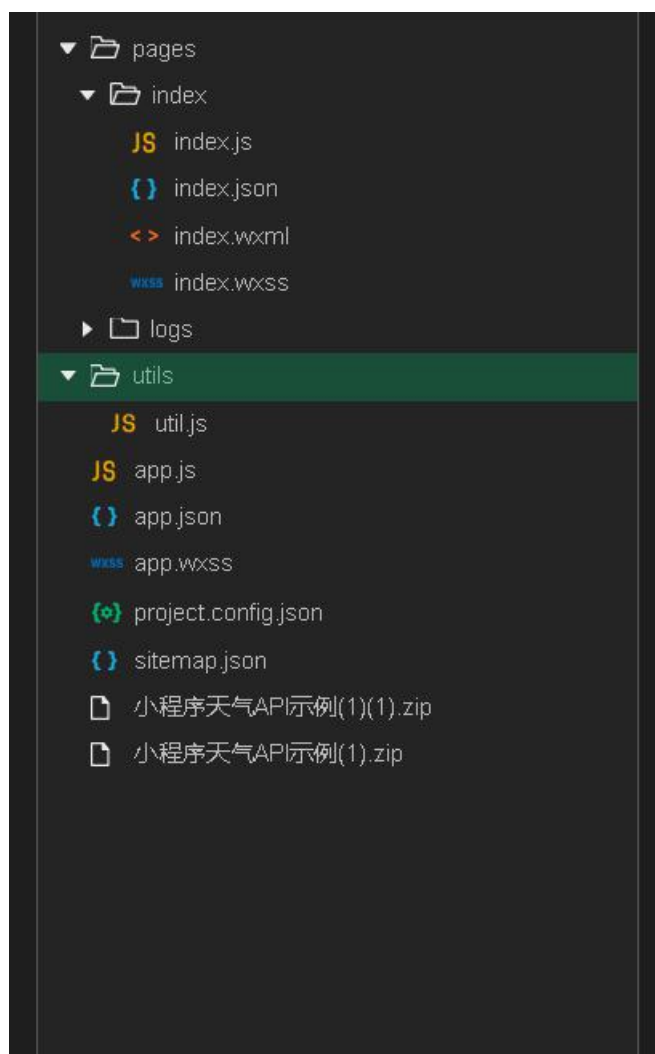 pages
index
JS index.js
{ } index.json
< > index.wxml
wxss index.wxss
logs
utils
JS util.js
JS app.js
{ } app.json
wxss app.wxss
{o} project.config.json
{ } sitemap.json
小程序天气API示例(1)(1).zip
小程序天气API示例(1).zip